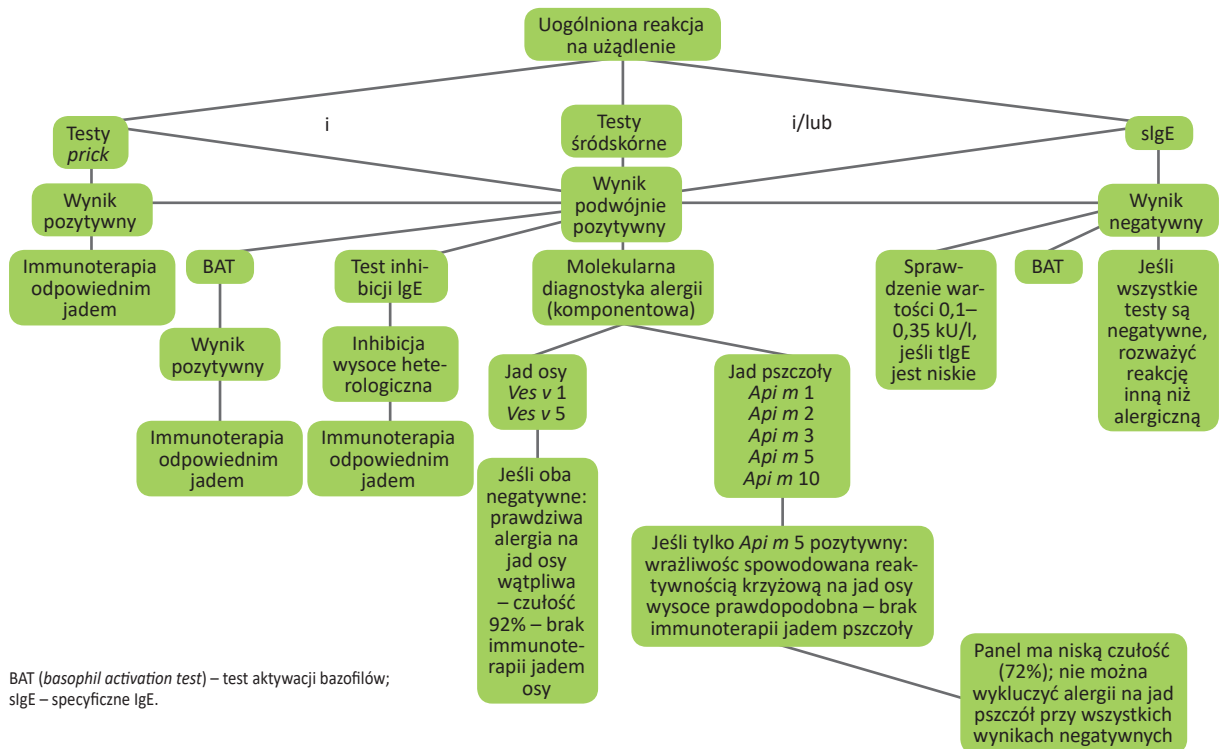 Uogólniona reakcja
na użądlenie
i
i/lub
Testy
prick
Testy
śródskórne
sIgE
Wynik
pozytywny
Wynik
podwójnie
pozytywny
Wynik
negatywny
Immunoterapia
odpowiednim
jadem
BAT
Test inhi-
bicji IgE
Molekularna
diagnostyka alergii
(komponentowa)
Spraw-
dzenie war-
tości 0,1–
0,35 kU/l,
jeśli tIgE
jest niskie
BAT
Jeśli
wszystkie
testy są
negatywne,
rozważyć
reakcję
inną niż
alergiczną
Wynik
pozytywny
Inhibicja
wysoce hete-
rologiczna
Jad osy
Ves v 1
Ves v 5
Jad pszczoły
Api m 1
Api m 2
Api m 3
Api m 5
Api m 10
Immunoterapia
odpowiednim
jadem
Immunoterapia
odpowiednim
jadem
Jeśli oba
negatywne:
prawdziwa
alergia na
jad osy
wątpliwa
– czułość
92% – brak
immunote-
rapii jadem
osy
Jeśli tylko Api m 5 pozytywny:
wrażliwośc spowodowana reak-
tywnością krzyżową na jad osy
wysoce prawdopodobna – brak
immunoterapii jadem pszczoły
Panel ma niską czułość
(72%); nie można
wykluczyć alergii na jad
pszczół przy wszystkich
wynikach negatywnych
BAT (basophil activation test) – test aktywacji bazofilów;
sIgE – specyficzne IgE.